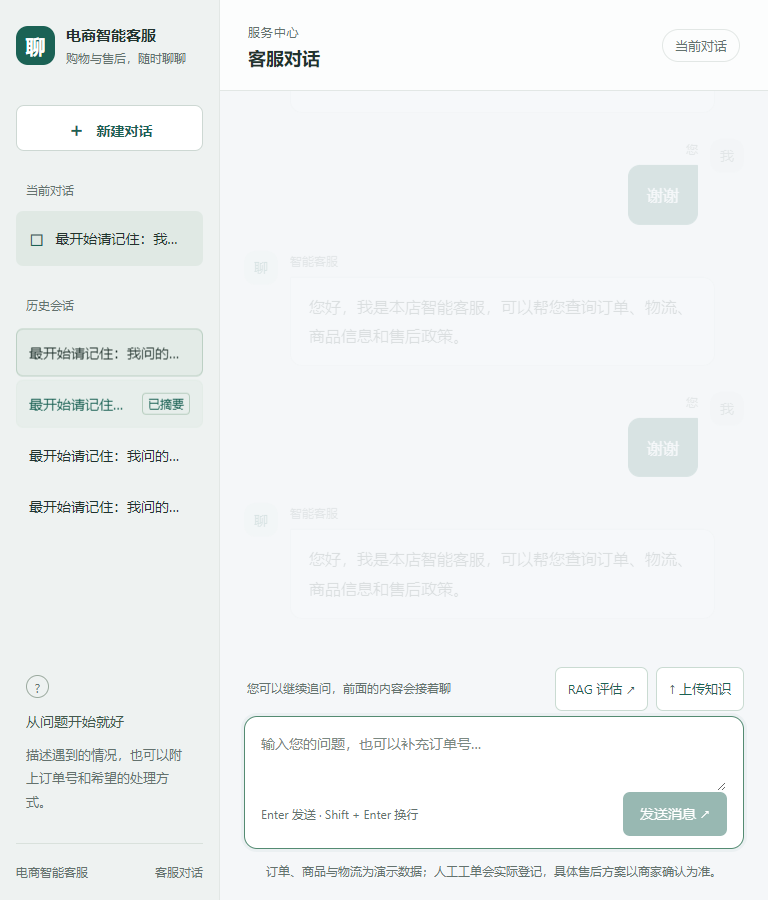 聊
电商智能客服
购物与售后，随时聊聊
+ 新建对话
当前对话
最开始请记住：我...
历史会话
最开始请记住：我问的...
最开始请记住... 已摘要
最开始请记住：我问的...
最开始请记住：我问的...
?
从问题开始就好
描述遇到的情况，也可以附
上订单号和希望的处理方
式。
电商智能客服 客服对话
服务中心
客服对话
当前对话
您 我
谢谢
聊 智能客服
您好，我是本店智能客服，可以帮您查询订单、物流、
商品信息和售后政策。
您 我
谢谢
聊 智能客服
您好，我是本店智能客服，可以帮您查询订单、物流、
商品信息和售后政策。
您可以继续追问，前面的内容会接着聊
RAG 评估 ↗
↑ 上传知识
输入您的问题，也可以补充订单号...
Enter 发送 · Shift + Enter 换行
发送消息 ↗
订单、商品与物流为演示数据；人工工单会实际登记，具体售后方案以商家确认为准。